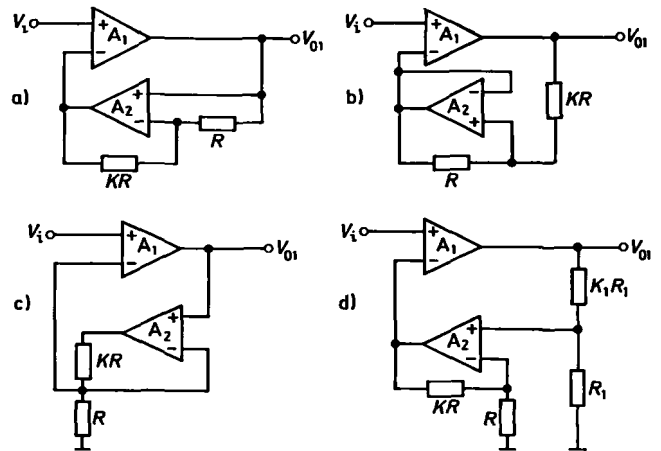 Vi + A1 V01
−
a) A2 +
− R
KR
Vi + A1 V01
−
b) A2 −
+ KR
R
Vi + A1 V01
−
c) A2 +
−
KR
R
Vi + A1 V01
−
d) K1R1
A2 +
−
KR R R1